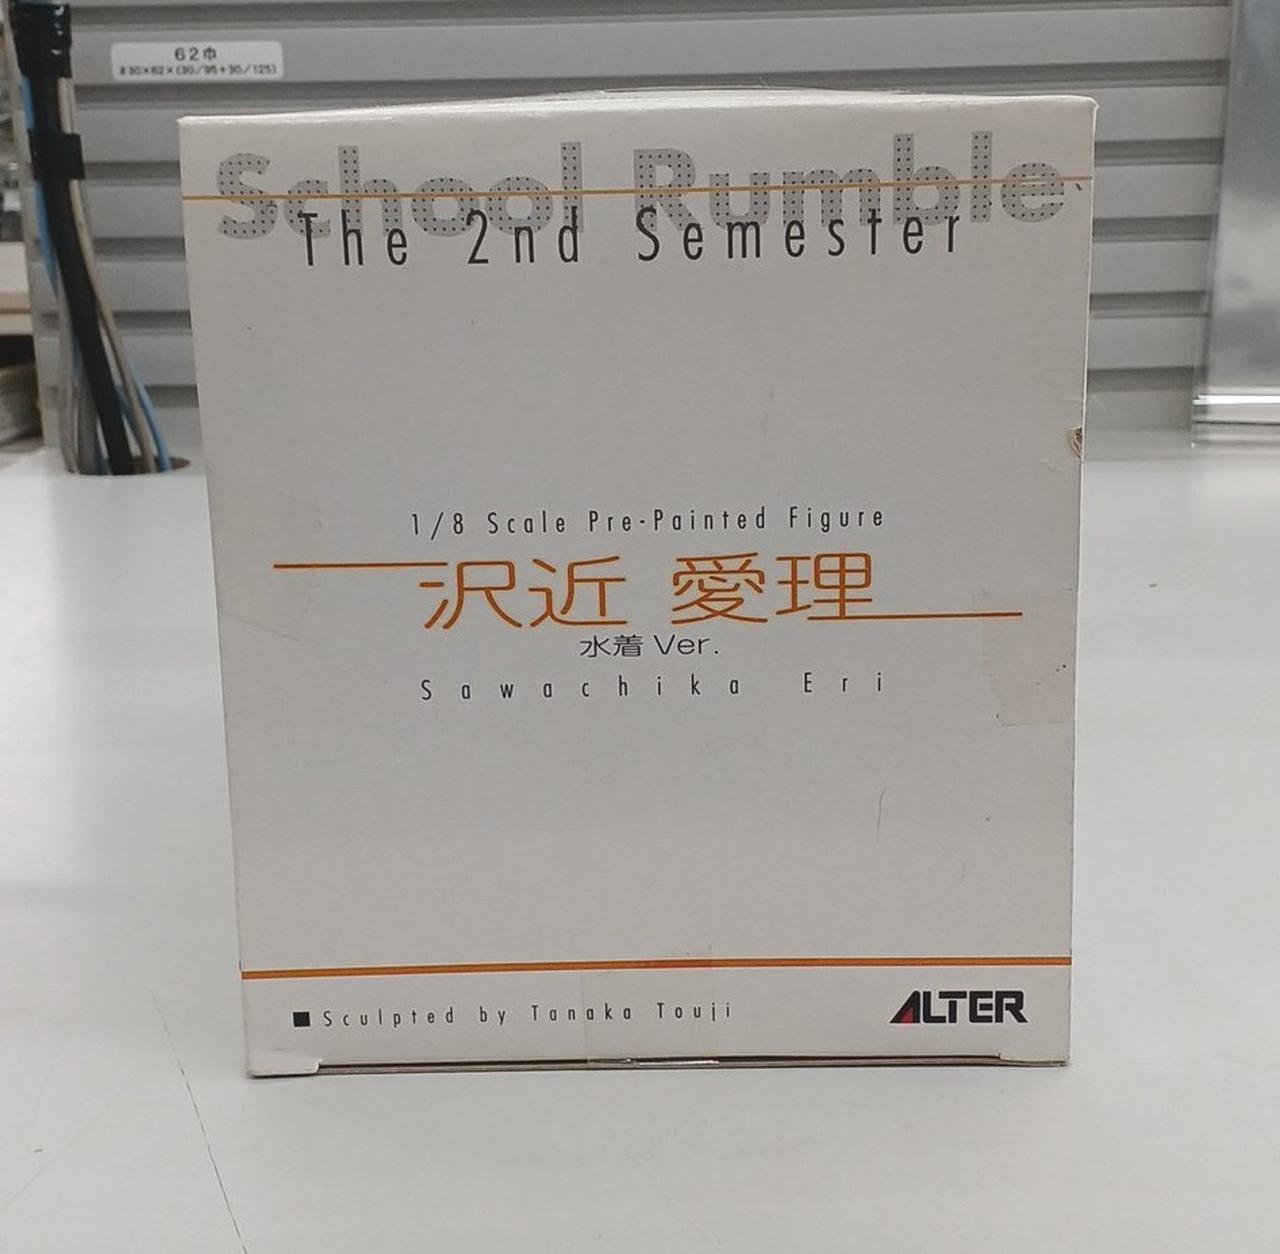 62巾
School Rumble
The 2nd Semester
1/8 Scale Pre-Painted Figure
沢近 愛理
水着 Ver.
Sawachika Eri
■Sculpted by Tanaka Touji
ALTER